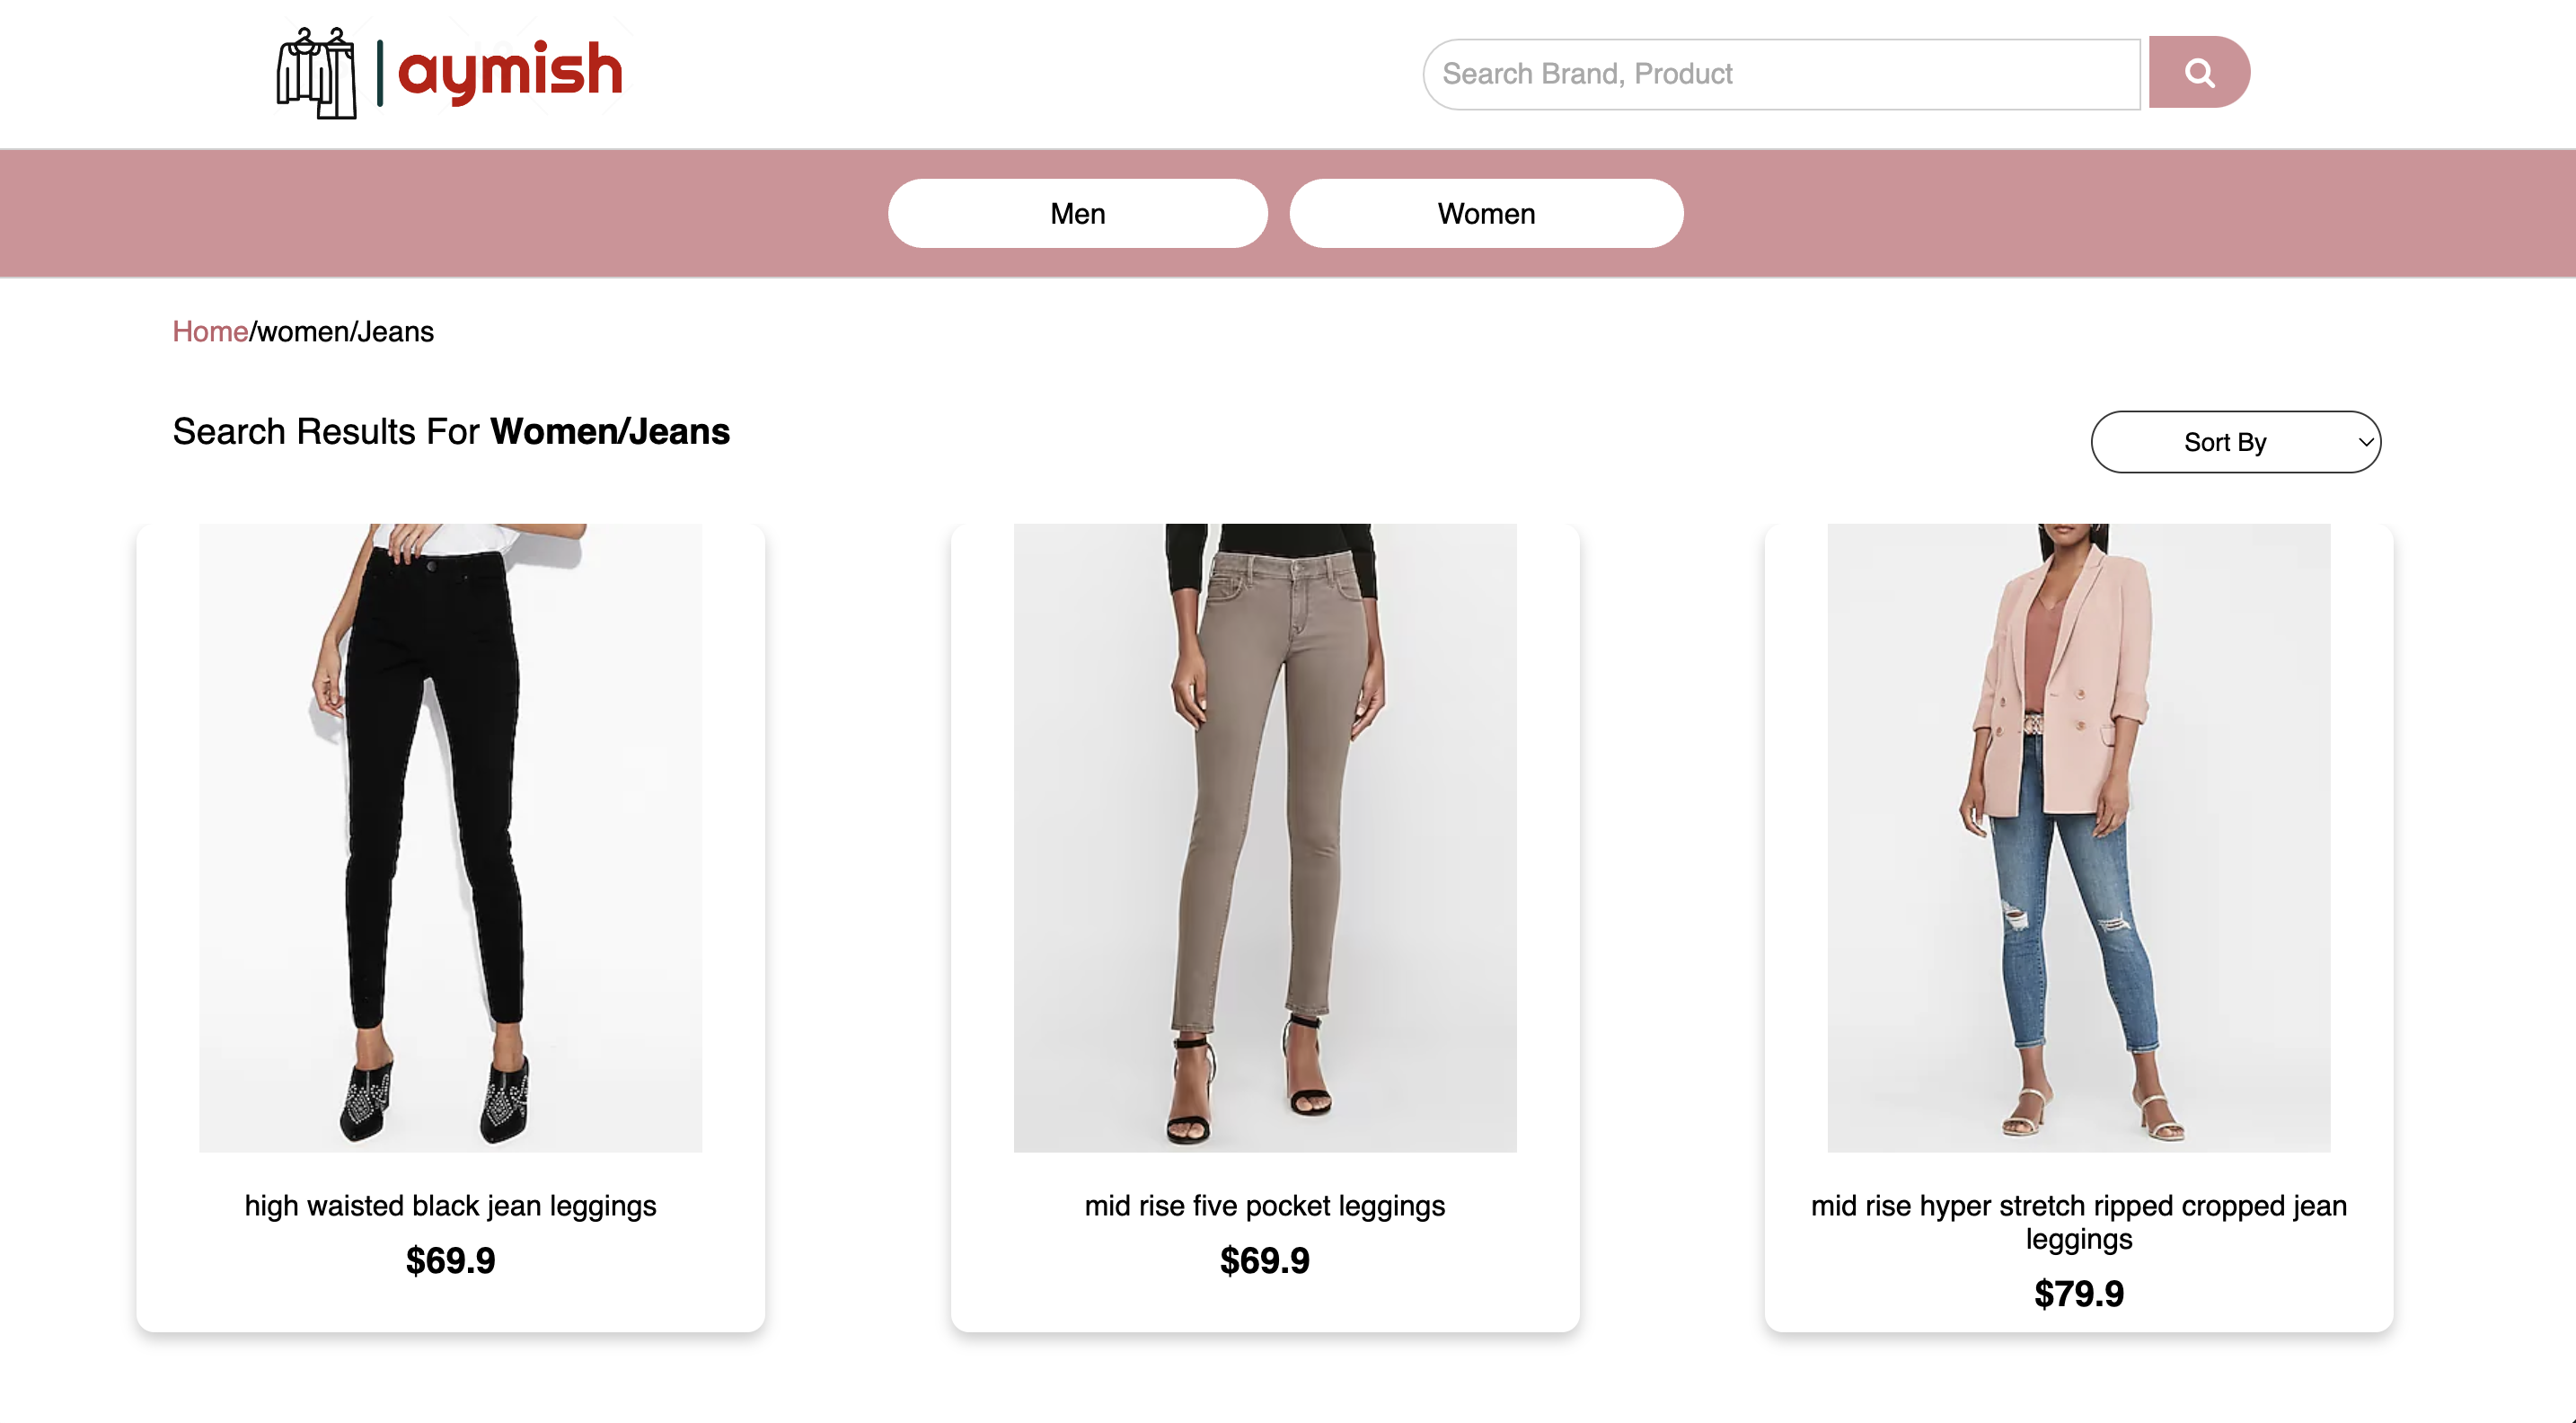 aymish
Search Brand, Product
Men
Women
Home/women/Jeans
Search Results For Women/Jeans
Sort By
high waisted black jean leggings
$69.9
mid rise five pocket leggings
$69.9
mid rise hyper stretch ripped cropped jean
leggings
$79.9